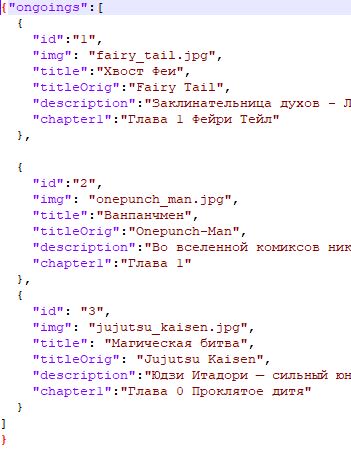 {"ongoings":[
{
"id":"1",
"img": "fairy_tail.jpg",
"title":"Хвост Феи",
"titleOrig":"Fairy Tail",
"description":"Заклинательница духов - Л
"chapter1":"Глава 1 Фейри Тейл"
},
{
"id":"2",
"img": "onepunch_man.jpg",
"title":"Ванпанчмен",
"titleOrig":"Onepunch-Man",
"description":"Во вселенной комиксов ник
"chapter1":"Глава 1"
},
{
"id": "3",
"img": "jujutsu_kaisen.jpg",
"title": "Магическая битва",
"titleOrig": "Jujutsu Kaisen",
"description":"Юдзи Итадори — сильный юн
"chapter1":"Глава 0 Проклятое дитя"
}
]
}